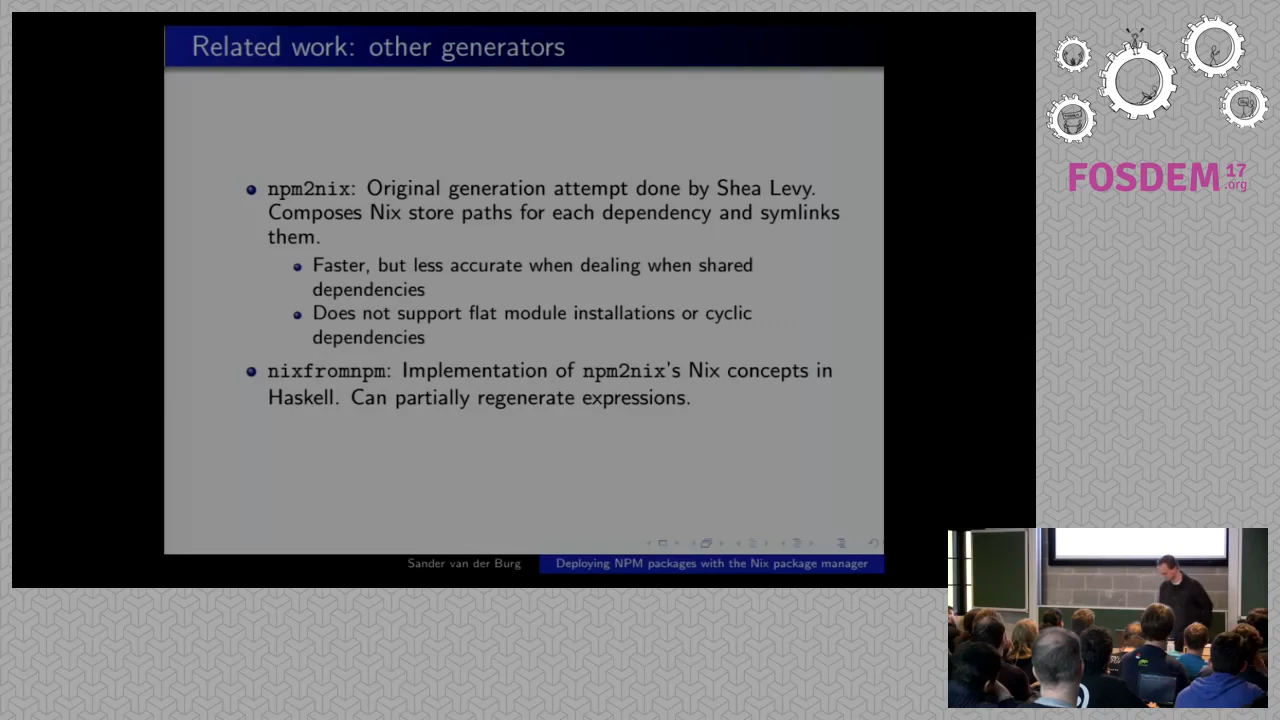 Related work: other generators
npm2nix: Original generation attempt done by Shea Levy.
Composes Nix store paths for each dependency and symlinks
them.
Faster, but less accurate when dealing when shared
dependencies
Does not support flat module installations or cyclic
dependencies
nixfromnpm: Implementation of npm2nix's Nix concepts in
Haskell. Can partially regenerate expressions.
Sander van der Burg
Deploying NPM packages with the Nix package manager
FOSDEM 17
.org